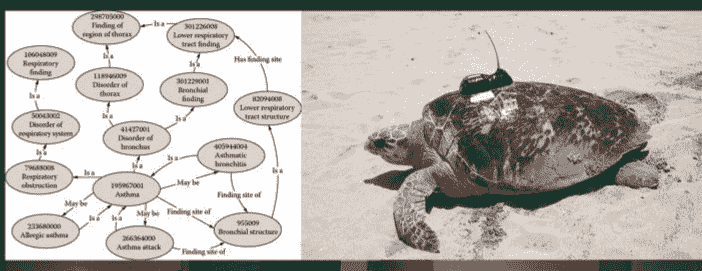 298705000
Finding of
region of thorax
Is a
301226008
Lower respiratory
tract finding
106048009
Respiratory
finding
Is a
Is a
Has finding site
118946009
Disorder of
thorax
301229001
Bronchial
finding
82094008
Lower respiratory
tract structure
Is a
50043002
Disorder of
respiratory system
Is a
Is a
41427001
Disorder of
bronchus
405944004
Asthmatic
bronchitis
Is a
79688008
Respiratory
obstruction
Is a
Is a
Is a
Is a
195967001
Asthma
May be
Finding site of
May be
Is a
Is a
May be
Finding site of
233680000
Allergic asthma
266364000
Asthma attack
Finding site of
955009
Bronchial structure